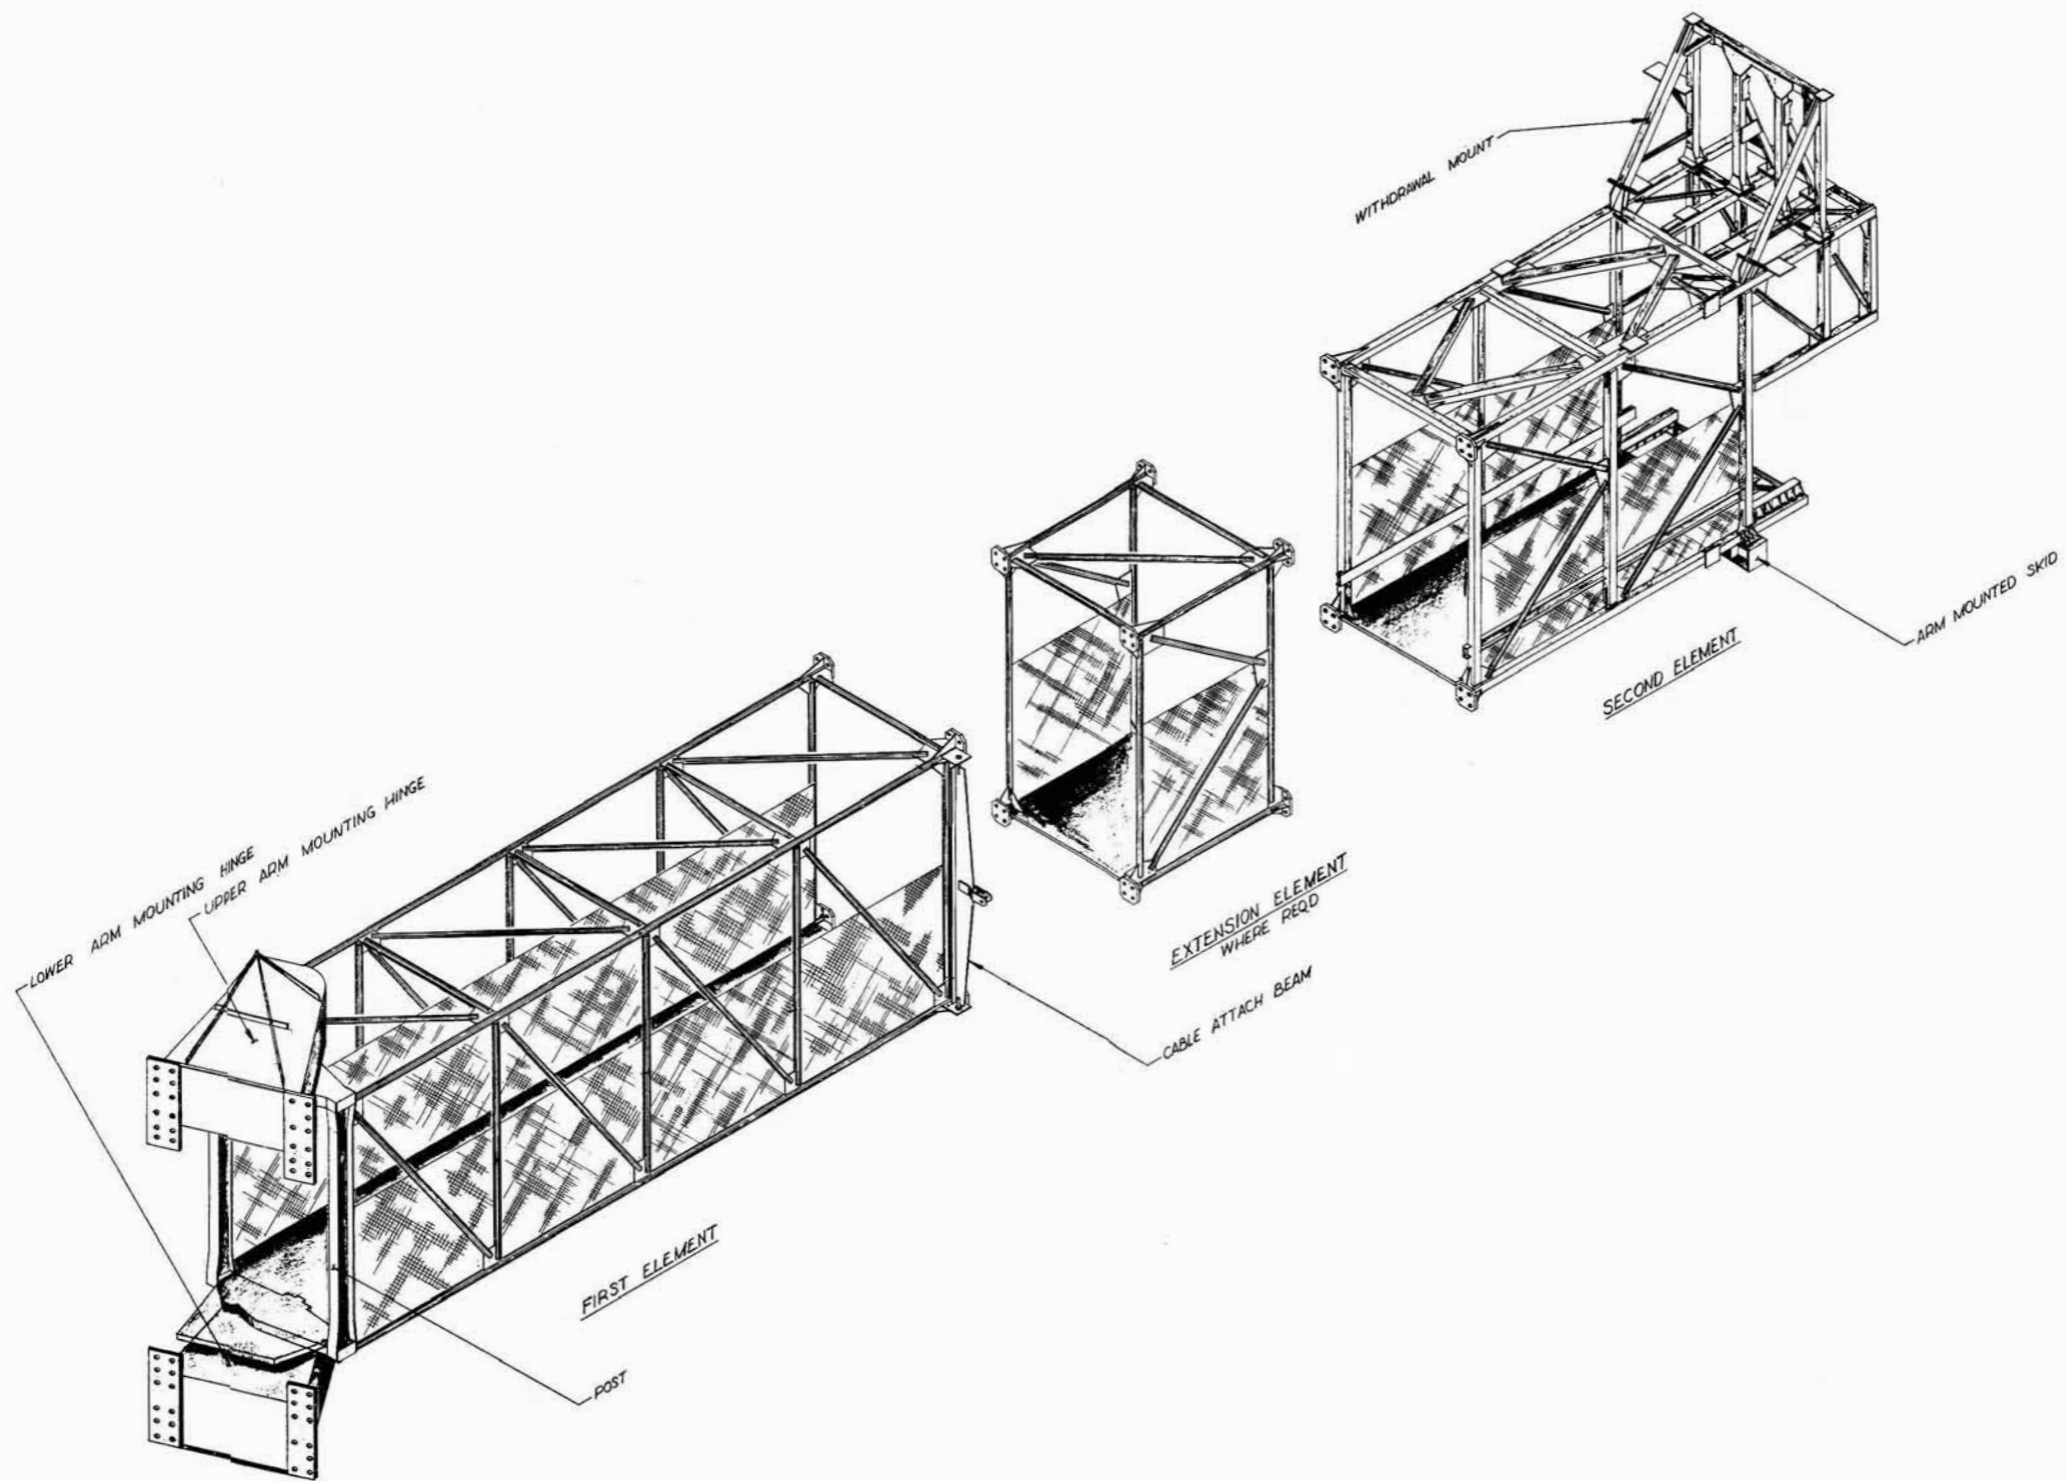 WITHDRAWAL MOUNT
ARM MOUNTED SKID
SECOND ELEMENT
LOWER ARM MOUNTING HINGE
UPPER ARM MOUNTING HINGE
EXTENSION ELEMENT
WHERE REQD
CABLE ATTACH BEAM
FIRST ELEMENT
POST